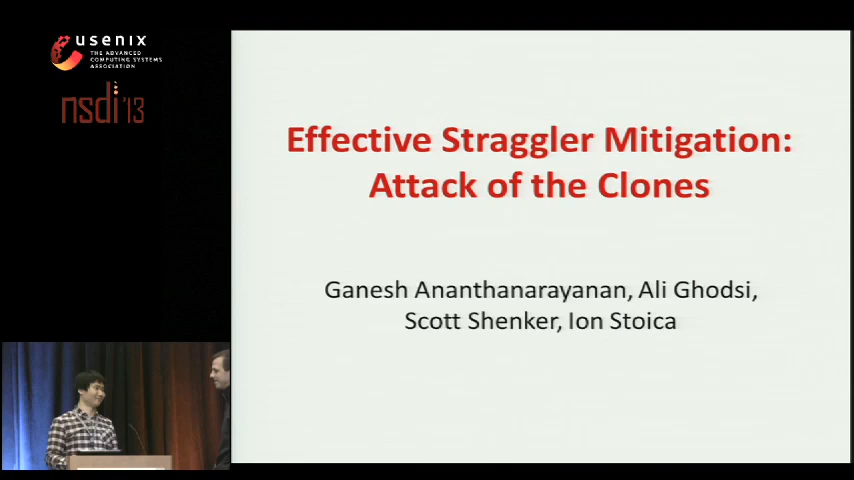 usenix
THE ADVANCED
COMPUTING SYSTEMS
ASSOCIATION
nsdi '13
Effective Straggler Mitigation:
Attack of the Clones
Ganesh Ananthanarayanan, Ali Ghodsi,
Scott Shenker, Ion Stoica